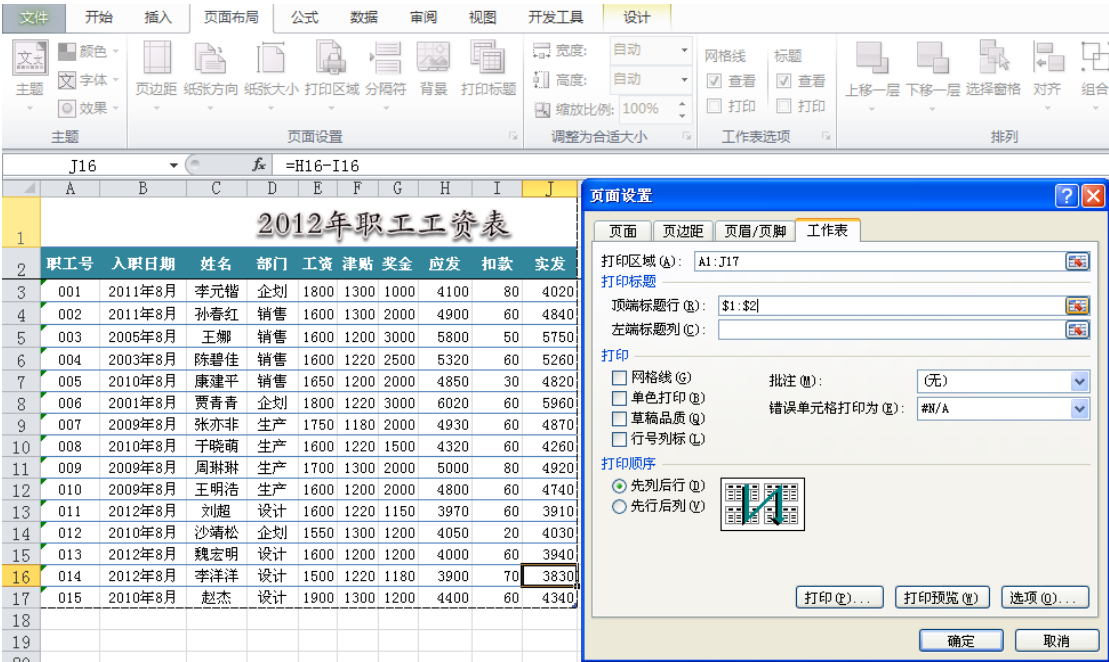 文件 开始 插入 页面布局 公式 数据 审阅 视图 开发工具 设计
颜色 宽度: 自动 网格线 标题
文字 主题 字体 页边距 纸张方向 纸张大小 打印区域 分隔符 背景 打印标题 高度: 自动 查看 查看 上移一层 下移一层 选择窗格 对齐 组合
效果 缩放比例: 100% 打印 打印
主题 页面设置 调整为合适大小 工作表选项 排列
J16 fx =H16-I16
A B C D E F G H I J
1 2012年职工工资表
2 职工号 入职日期 姓名 部门 工资 津贴 奖金 应发 扣款 实发
3 001 2011年8月 李元锴 企划 1800 1300 1000 4100 80 4020
4 002 2011年8月 孙春红 销售 1600 1300 2000 4900 60 4840
5 003 2005年8月 王娜 销售 1600 1200 3000 5800 50 5750
6 004 2003年8月 陈碧佳 销售 1600 1220 2500 5320 60 5260
7 005 2010年8月 康建平 销售 1650 1200 2000 4850 30 4820
8 006 2001年8月 贾青青 企划 1800 1220 3000 6020 60 5960
9 007 2009年8月 张亦非 生产 1750 1180 2000 4930 60 4870
10 008 2010年8月 于晓萌 生产 1600 1220 1500 4320 60 4260
11 009 2009年8月 周琳琳 生产 1700 1300 2000 5000 80 4920
12 010 2009年8月 王明浩 生产 1600 1200 2000 4800 60 4740
13 011 2012年8月 刘超 设计 1600 1220 1150 3970 60 3910
14 012 2010年8月 沙靖松 企划 1550 1300 1200 4050 20 4030
15 013 2012年8月 魏宏明 设计 1600 1200 1200 4000 60 3940
16 014 2012年8月 李洋洋 设计 1500 1220 1180 3900 70 3830
17 015 2010年8月 赵杰 设计 1900 1300 1200 4400 60 4340
18
19
页面设置
页面 页边距 页眉/页脚 工作表
打印区域(A): A1:J17
打印标题
顶端标题行(R): $1:$2
左端标题列(C):
打印
网格线(G) 批注(M): (无)
单色打印(B) 错误单元格打印为(E): #N/A
草稿品质(Q)
行号列标(L)
打印顺序
先列后行(D)
先行后列(V)
打印(P)... 打印预览(W) 选项(O)...
确定 取消